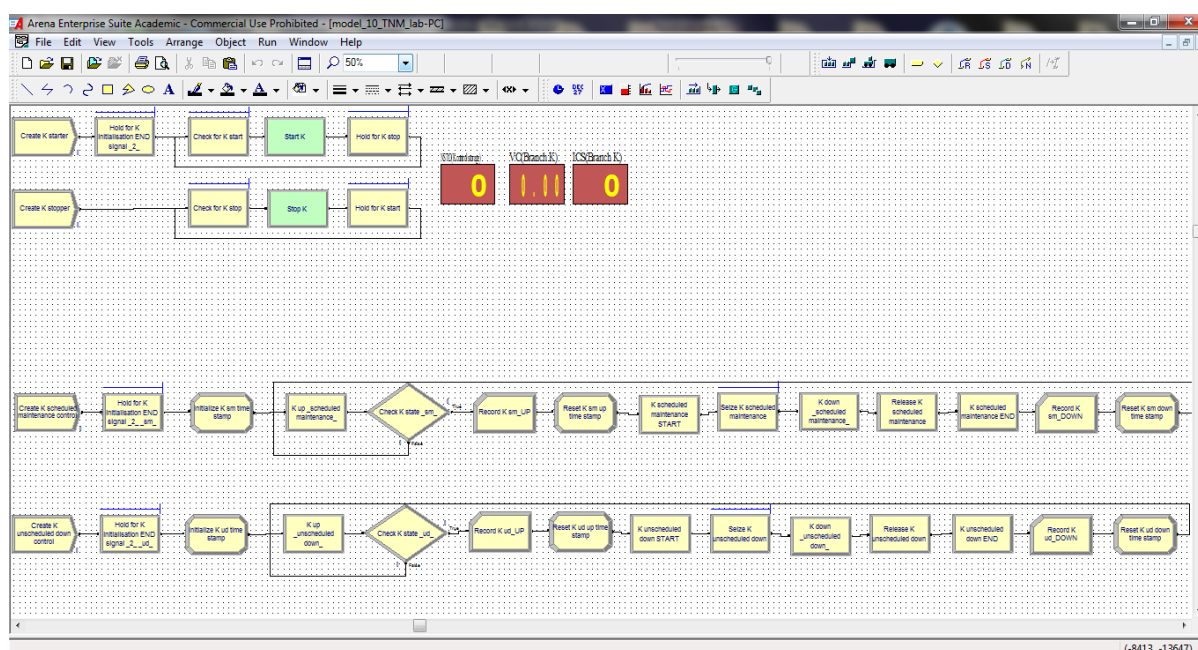 Arena Enterprise Suite Academic - Commercial Use Prohibited - [model_10_TNM_lab-PC]
File Edit View Tools Arrange Object Run Window Help
50%
A
Create K starter
Hold for K
Initialisation END
signal _2_
Check for K start
Start K
Hold for K stop
VC(Branch K)
ICS(Branch K)
0
0.00
0
Create K stopper
Check for K stop
Stop K
Hold for K start
Create K scheduled
maintenance control
Hold for K
Initialisation END
signal _2__sm_
Initialize K sm time
stamp
K up _scheduled
maintenance_
Check K state _sm_
True
False
Record K sm_UP
Reset K sm up
time stamp
K scheduled
maintenance
START
Seize K scheduled
maintenance
K down
_scheduled
maintenance_
Release K
scheduled
maintenance
K scheduled
maintenance END
Record K
sm_DOWN
Reset K sm down
time stamp
Create K
unscheduled down
control
Hold for K
Initialisation END
signal _2__ud_
Initialize K ud time
stamp
K up
_unscheduled
down_
Check K state _ud_
True
False
Record K ud_UP
Reset K ud up time
stamp
K unscheduled
down START
Seize K
unscheduled down
K down
_unscheduled
down_
Release K
unscheduled down
K unscheduled
down END
Record K
ud_DOWN
Reset K ud down
time stamp
(-8413, -13647)